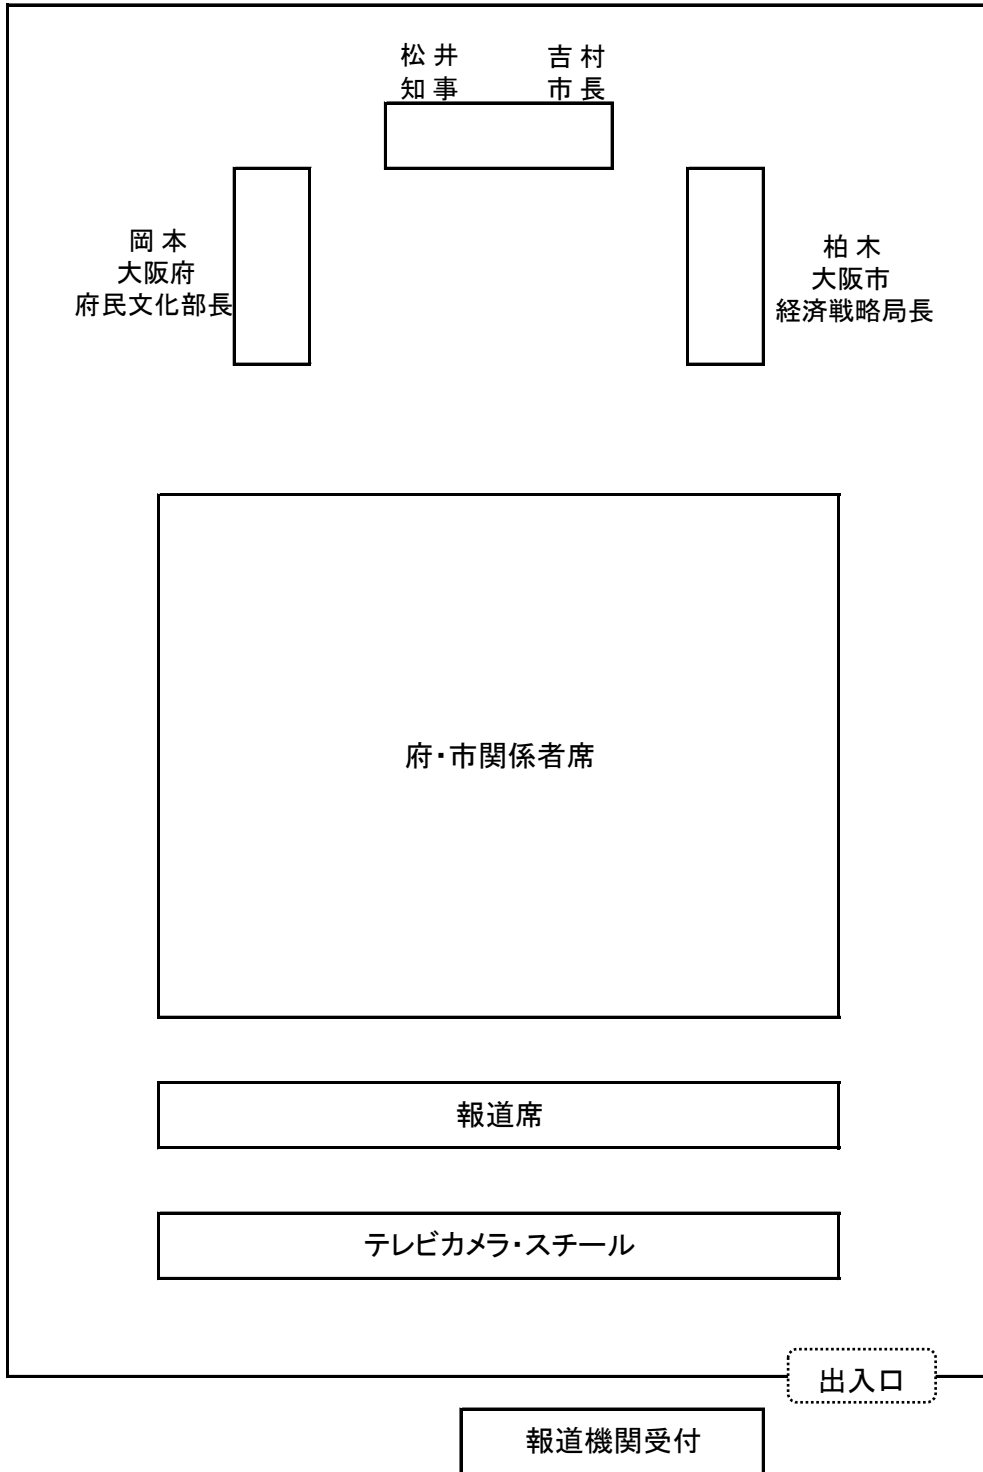 松井 吉村
知事 市長
岡本
大阪府
府民文化部長
柏木
大阪市
経済戦略局長
府・市関係者席
報道席
テレビカメラ・スチール
出入口
報道機関受付